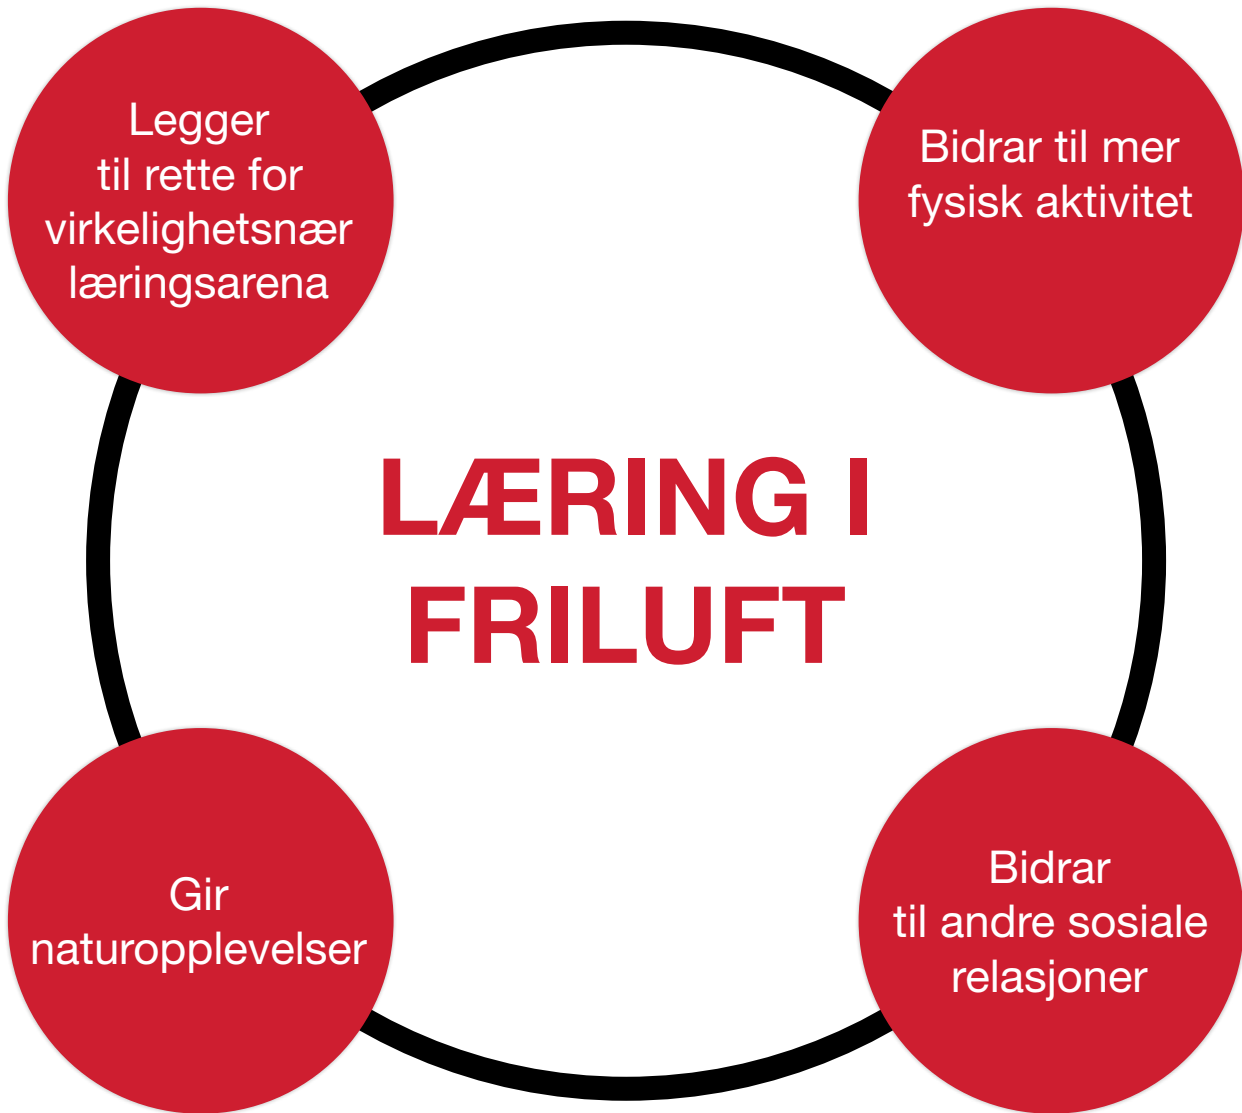 Legger
til rette for
virkelighetsnær
læringsarena
Bidrar til mer
fysisk aktivitet
LÆRING I
FRILUFT
Gir
naturopplevelser
Bidrar
til andre sosiale
relasjoner